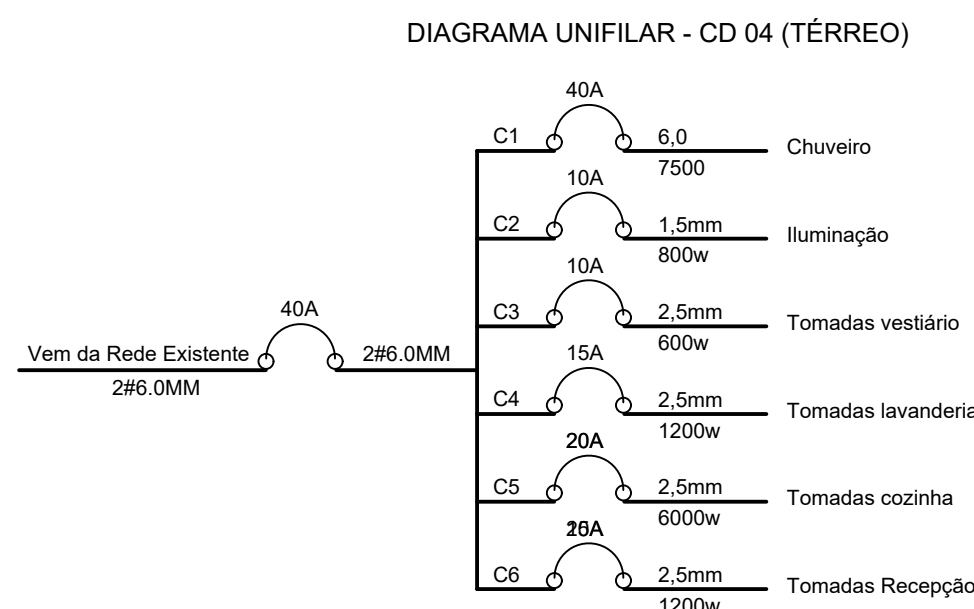 DIAGRAMA UNIFILAR - CD 04 (TÉRREO)
40A
C1
6,0
Chuveiro
7500
10A
C2
1,5mm
Iluminação
800w
10A
C3
2,5mm
Tomadas vestiário
600w
40A
Vem da Rede Existente
2#6.0MM
2#6.0MM
15A
C4
2,5mm
Tomadas lavanderia
1200w
20A
C5
2,5mm
Tomadas cozinha
6000w
C6
2,5mm
Tomadas Recepção
1200w